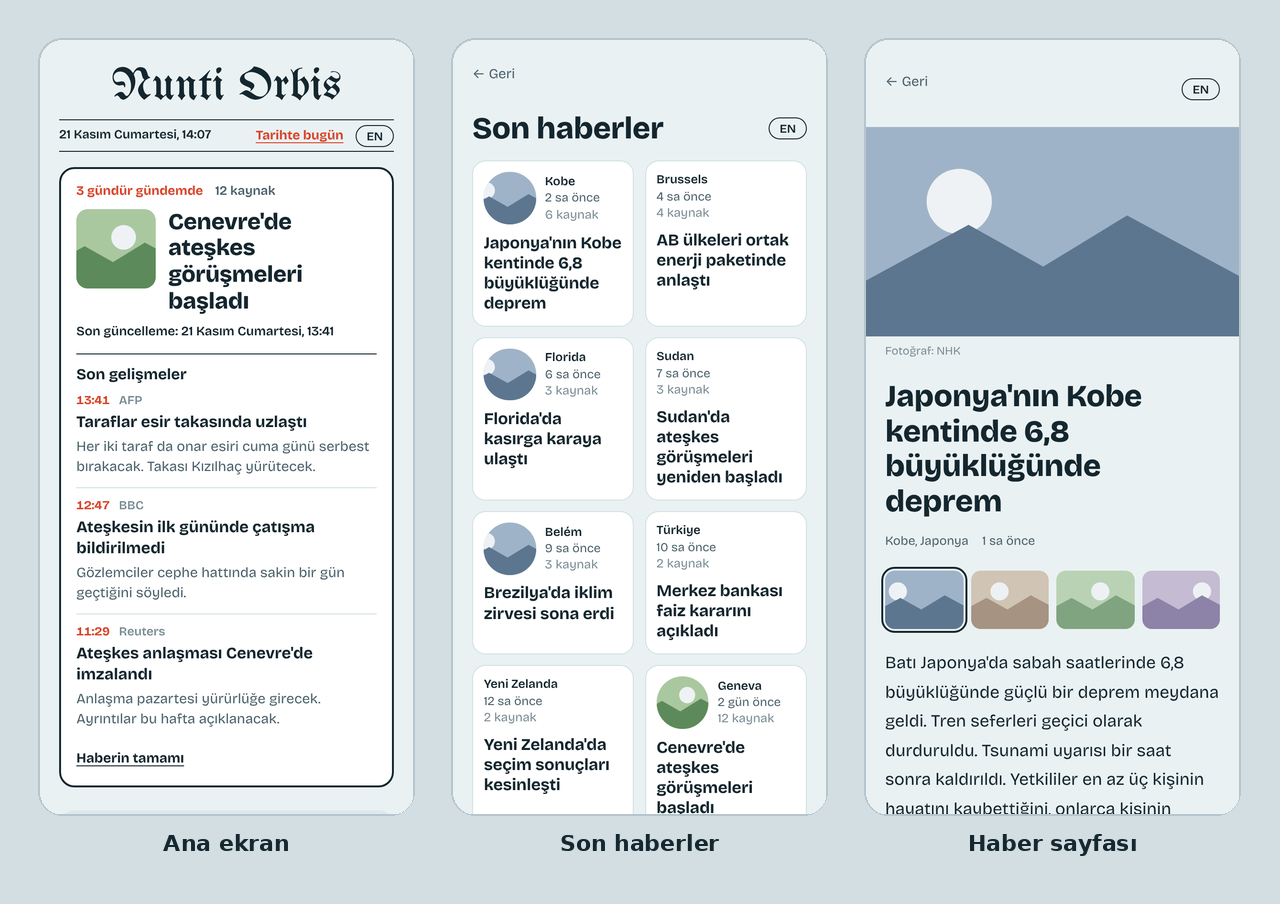 Nunti Orbis
21 Kasım Cumartesi, 14:07 Tarihte bugün EN
3 gündür gündemde 12 kaynak
Cenevre'de
ateşkes
görüşmeleri
başladı
Son güncelleme: 21 Kasım Cumartesi, 13:41
Son gelişmeler
13:41 AFP
Taraflar esir takasında uzlaştı
Her iki taraf da onar esiri cuma günü serbest
bırakacak. Takası Kızılhaç yürütecek.
12:47 BBC
Ateşkesin ilk gününde çatışma
bildirilmedi
Gözlemciler cephe hattında sakin bir gün
geçtiğini söyledi.
11:29 Reuters
Ateşkes anlaşması Cenevre'de
imzalandı
Anlaşma pazartesi yürürlüğe girecek.
Ayrıntılar bu hafta açıklanacak.
Haberin tamamı
Ana ekran
← Geri
Son haberler EN
Kobe
2 sa önce
6 kaynak
Japonya'nın Kobe
kentinde 6,8
büyüklüğünde
deprem
Brussels
4 sa önce
4 kaynak
AB ülkeleri ortak
enerji paketinde
anlaştı
Florida
6 sa önce
3 kaynak
Florida'da
kasırga karaya
ulaştı
Sudan
7 sa önce
3 kaynak
Sudan'da
ateşkes
görüşmeleri
yeniden başladı
Belém
9 sa önce
3 kaynak
Brezilya'da iklim
zirvesi sona erdi
Türkiye
10 sa önce
2 kaynak
Merkez bankası
faiz kararını
açıkladı
Yeni Zelanda
12 sa önce
2 kaynak
Yeni Zelanda'da
seçim sonuçları
kesinleşti
Geneva
2 gün önce
12 kaynak
Cenevre'de
ateşkes
görüşmeleri
başladı
Son haberler
← Geri
EN
Fotoğraf: NHK
Japonya'nın Kobe
kentinde 6,8
büyüklüğünde
deprem
Kobe, Japonya 1 sa önce
Batı Japonya'da sabah saatlerinde 6,8
büyüklüğünde güçlü bir deprem meydana
geldi. Tren seferleri geçici olarak
durduruldu. Tsunami uyarısı bir saat
sonra kaldırıldı. Yetkililer en az üç kişinin
hayatını kaybettiğini, onlarca kişinin
Haber sayfası